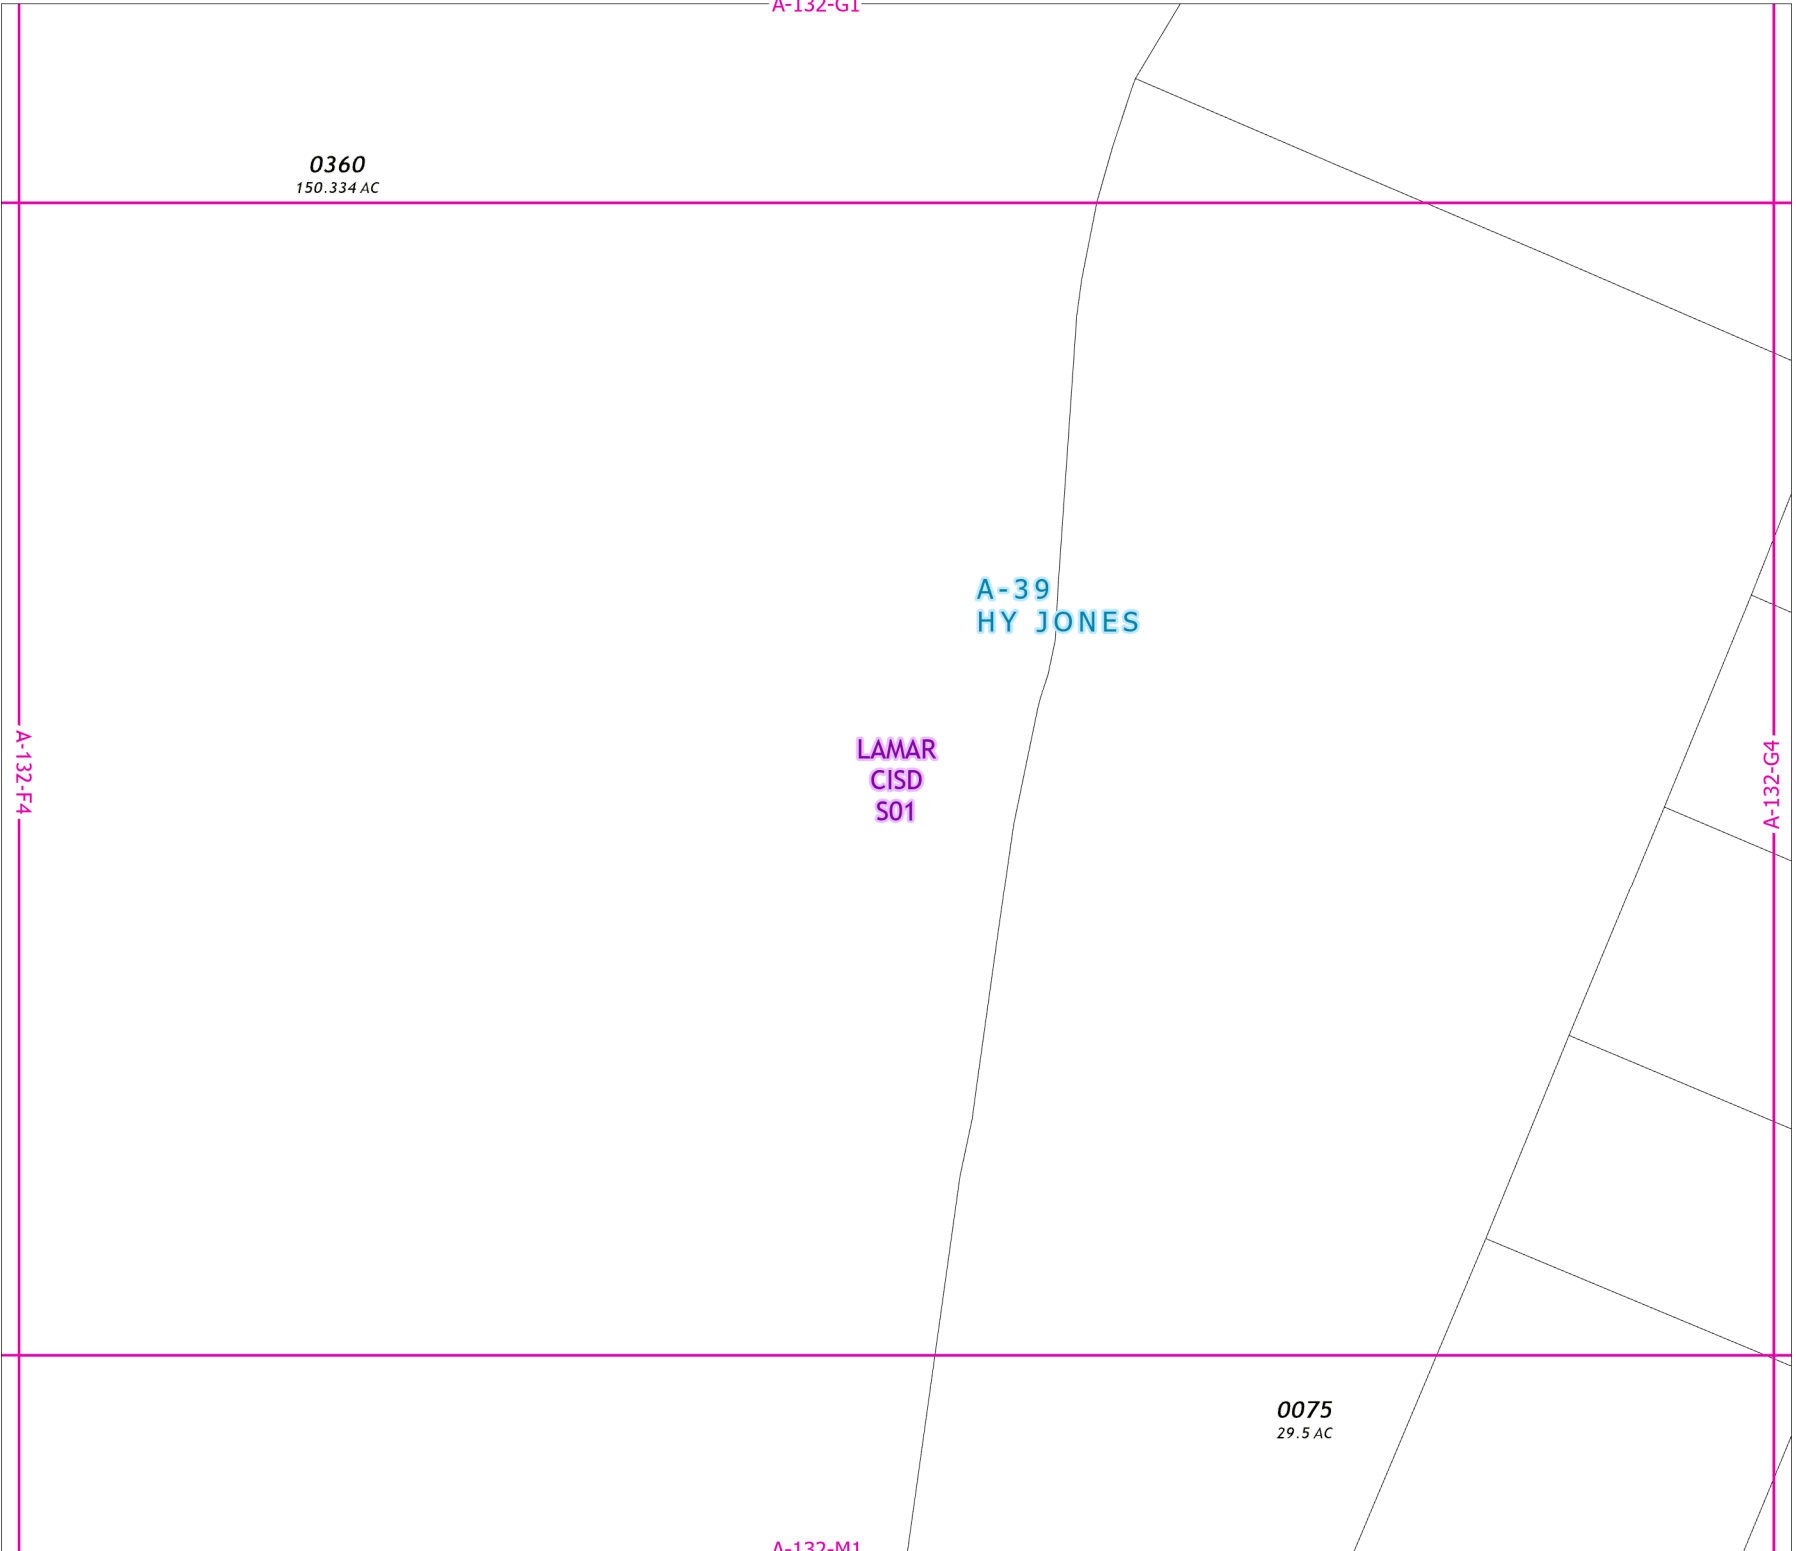 A-132-G1
0360
150.334 AC
A-39
HY JONES
LAMAR
CISD
S01
A-132-F4
A-132-G4
0075
29.5 AC
A-132-M1